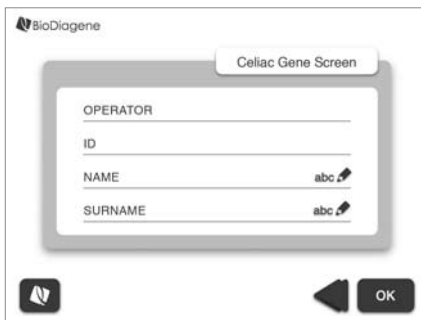 BioDiagene
Celiac Gene Screen
OPERATOR
ID
NAME abc
SURNAME abc
OK